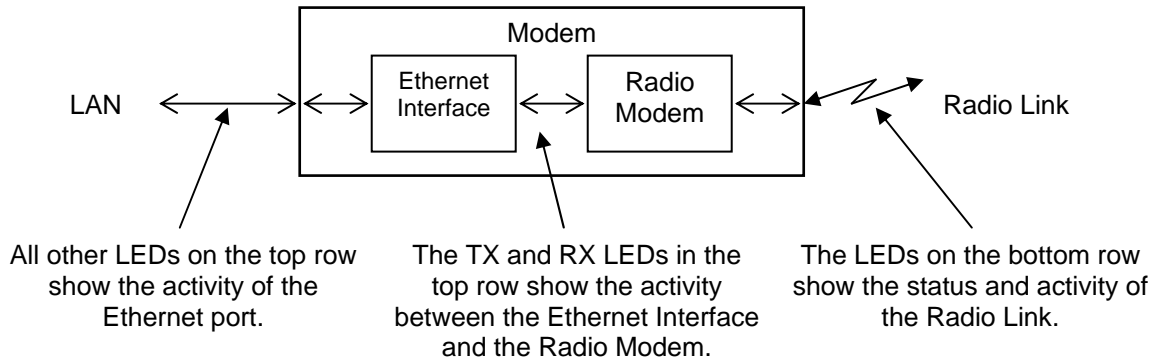 Modem
LAN
Ethernet
Interface
Radio
Modem
Radio Link
All other LEDs on the top row
show the activity of the
Ethernet port.
The TX and RX LEDs in the
top row show the activity
between the Ethernet Interface
and the Radio Modem.
The LEDs on the bottom row
show the status and activity of
the Radio Link.